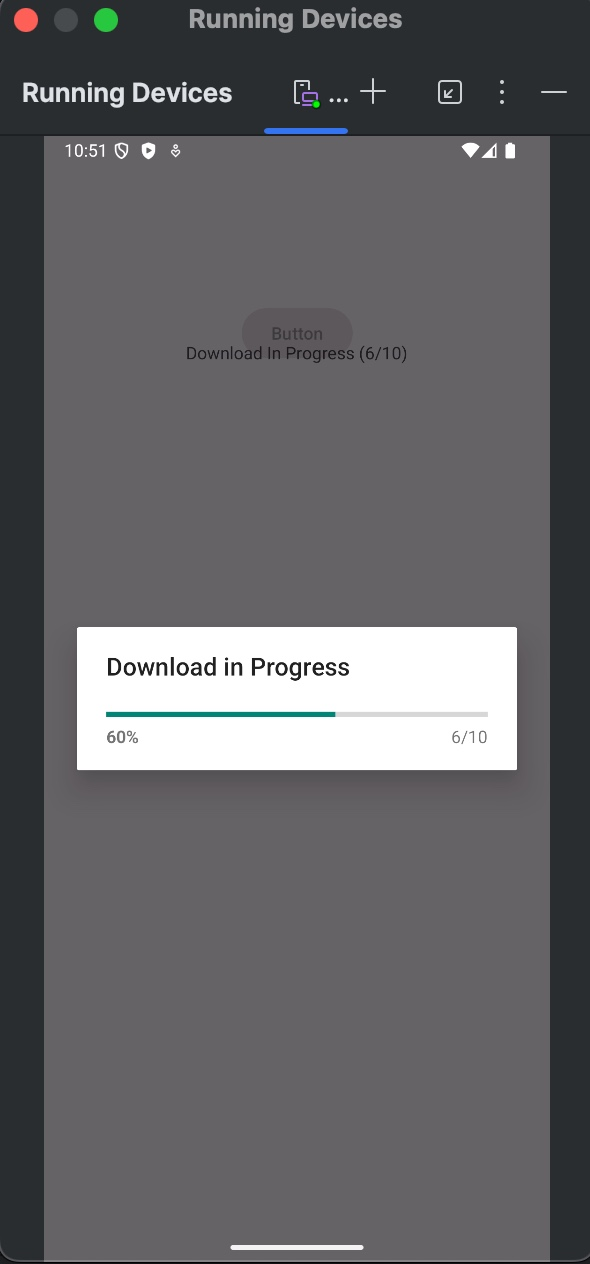 Running Devices
Running Devices ...
10:51
Button
Download In Progress (6/10)
Download in Progress
60% 6/10